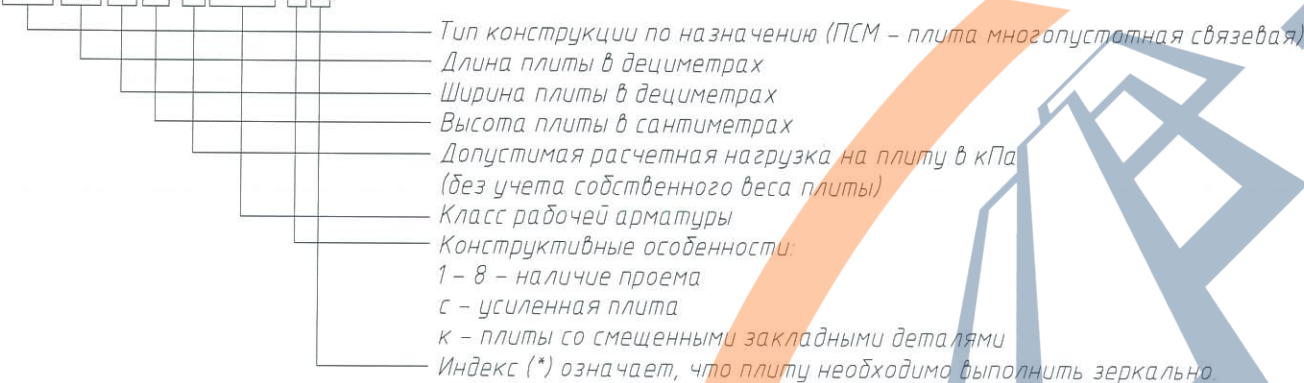 Тип конструкции по назначению (ПСМ – плита многопустотная связевая)
Длина плиты в дециметрах
Ширина плиты в дециметрах
Высота плиты в сантиметрах
Допустимая расчетная нагрузка на плиту в кПа
(без учета собственного веса плиты)
Класс рабочей арматуры
Конструктивные особенности:
1 – 8 – наличие проема
с – усиленная плита
к – плиты со смещенными закладными деталями
Индекс (*) означает, что плиту необходимо выполнить зеркально.